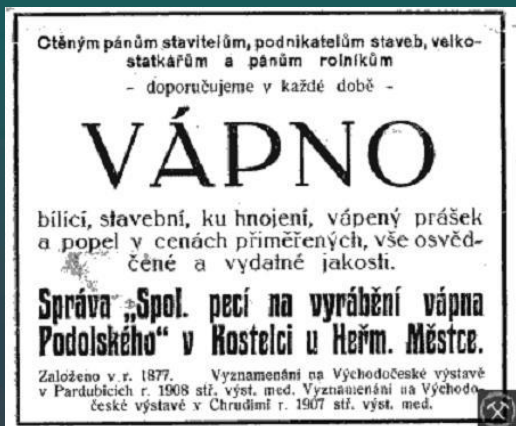 Ctěným pánům stavitelům, podnikatelům staveb, velko-
statkářům a pánům rolníkům
- doporučujeme v každé době -
VÁPNO
bílicí, stavební, ku hnojení, vápený prášek
a popel v cenách přiměřených, vše osvěd-
čené a vydatné jakosti.
Správa „Spol. pecí na vyrábění vápna
Podolského" v Kostelci u Heřm. Městce.
Založeno v r. 1877. Vyznamenání na Východočeské výstavě
v Pardubicích r. 1908 stř. výst. med. Vyznamenání na Východo-
české výstavě v Chrudimi r. 1907 stř. výst. med.